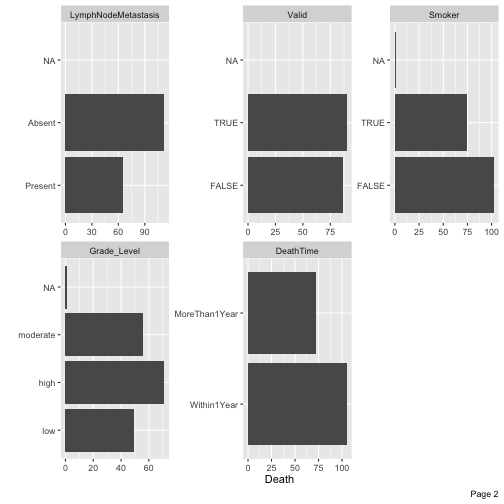 LymphNodeMetastasis
NA
Absent
Present
0 30 60 90
Valid
NA
TRUE
FALSE
0 25 50 75
Smoker
NA
TRUE
FALSE
0 25 50 75 100
Grade_Level
NA
moderate
high
low
0 20 40 60
DeathTime
MoreThan1Year
Within1Year
0 25 50 75 100
Death
Page 2